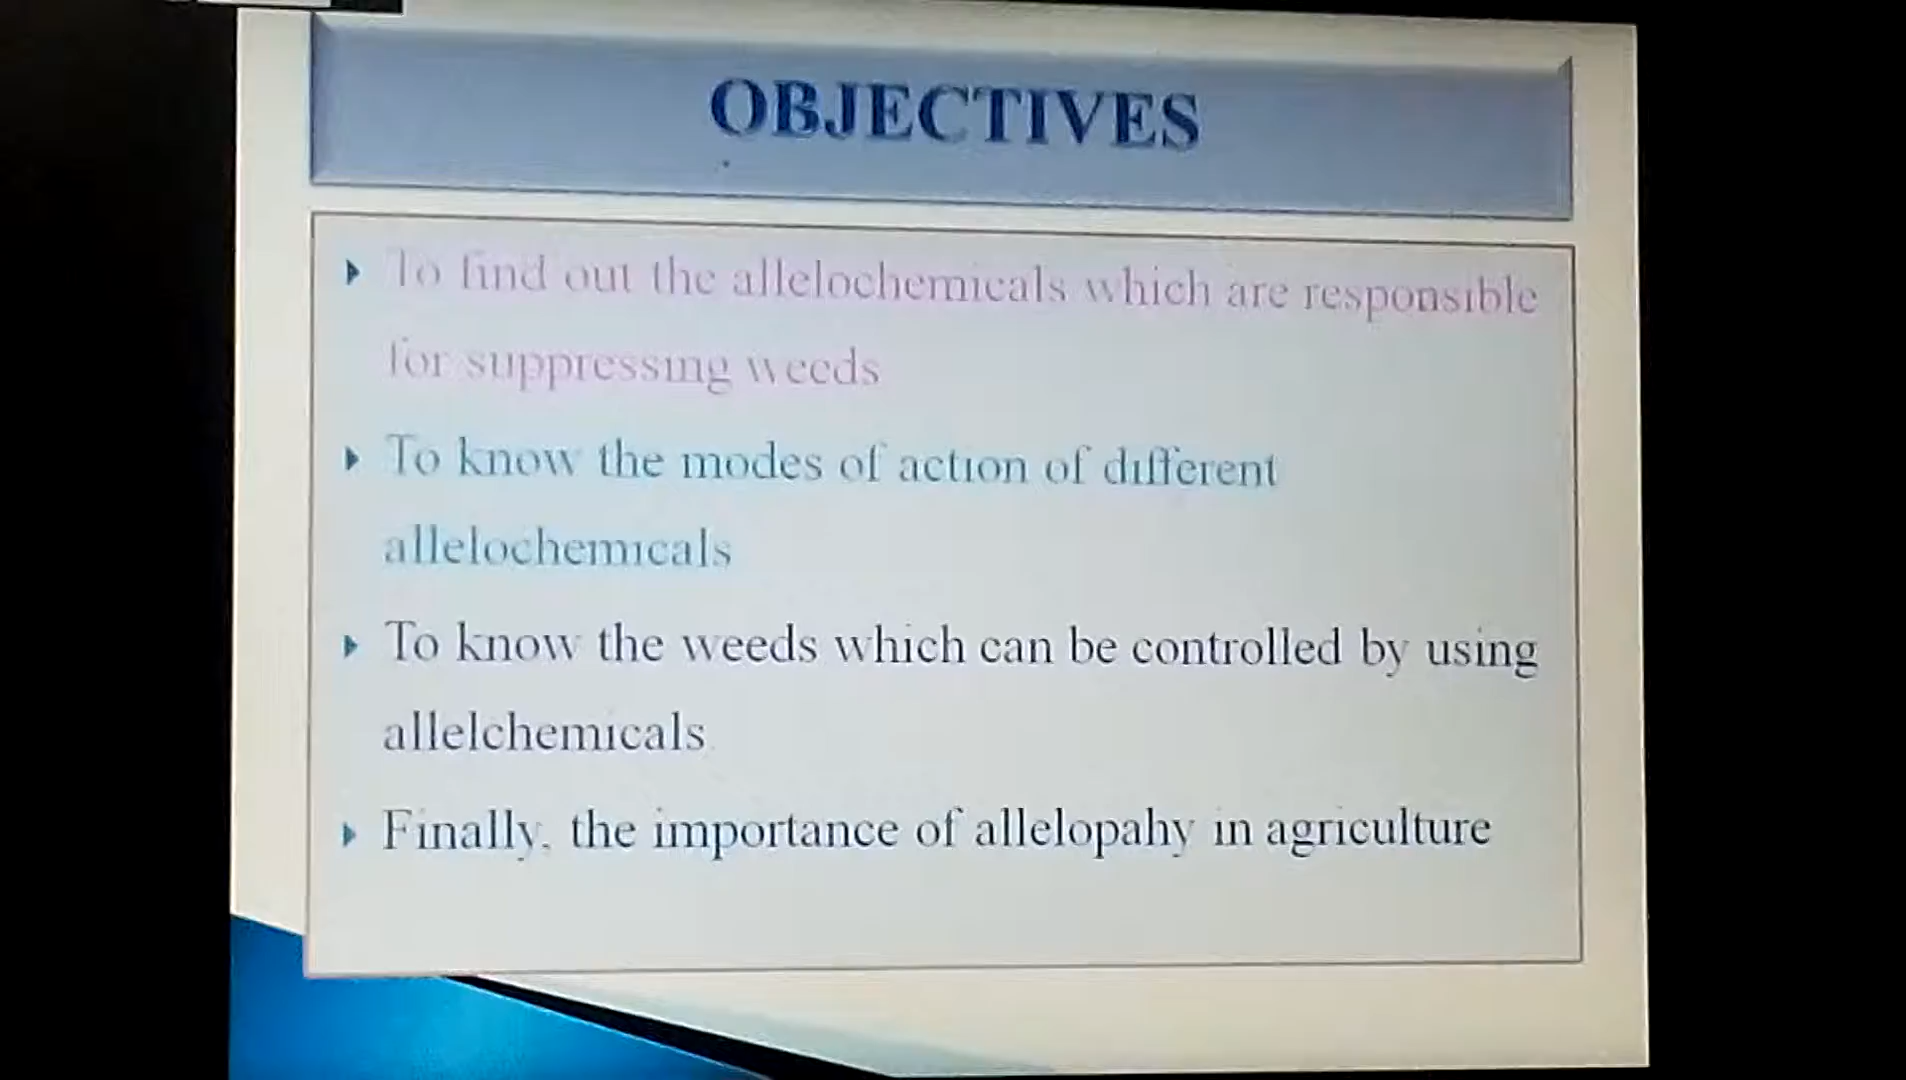 OBJECTIVES
To find out the allelochemicals which are responsible
for suppressing weeds
To know the modes of action of different
allelochemicals
To know the weeds which can be controlled by using
allelchemicals
Finally, the importance of allelopahy in agriculture